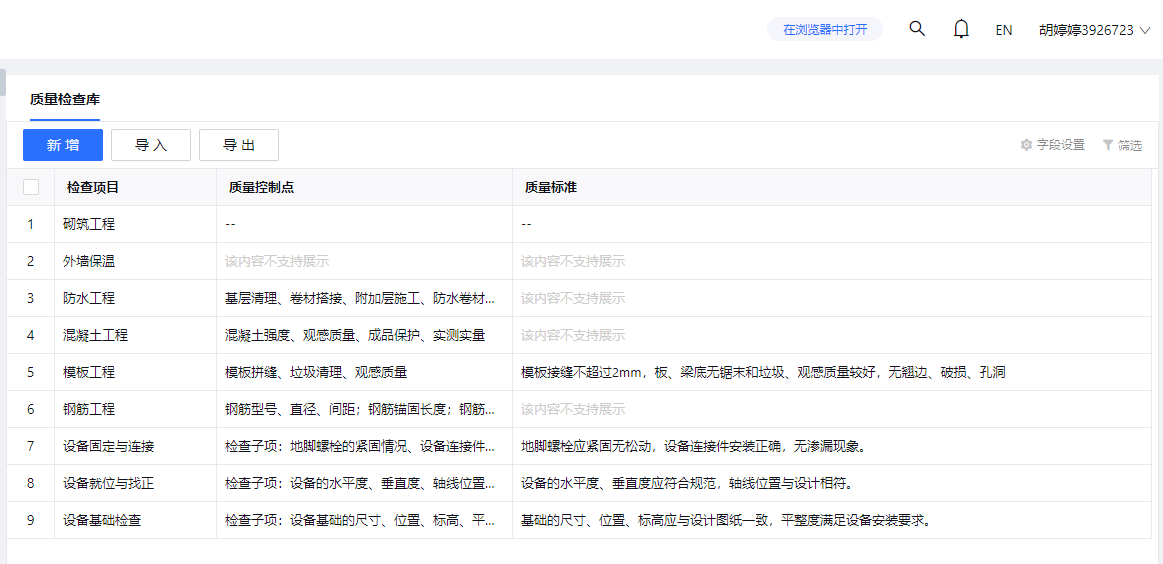 在浏览器中打开 EN 胡婷婷3926723
质量检查库
新 增 导 入 导 出 字段设置 筛选
检查项目 质量控制点 质量标准
1 砌筑工程 -- --
2 外墙保温 该内容不支持展示 该内容不支持展示
3 防水工程 基层清理、卷材搭接、附加层施工、防水卷材... 该内容不支持展示
4 混凝土工程 混凝土强度、观感质量、成品保护、实测实量 该内容不支持展示
5 模板工程 模板拼缝、垃圾清理、观感质量 模板接缝不超过2mm，板、梁底无锯末和垃圾、观感质量较好，无翘边、破损、孔洞
6 钢筋工程 钢筋型号、直径、间距；钢筋锚固长度；钢筋... 该内容不支持展示
7 设备固定与连接 检查子项：地脚螺栓的紧固情况、设备连接件... 地脚螺栓应紧固无松动，设备连接件安装正确，无渗漏现象。
8 设备就位与找正 检查子项：设备的水平度、垂直度、轴线位置... 设备的水平度、垂直度应符合规范，轴线位置与设计相符。
9 设备基础检查 检查子项：设备基础的尺寸、位置、标高、平... 基础的尺寸、位置、标高应与设计图纸一致，平整度满足设备安装要求。